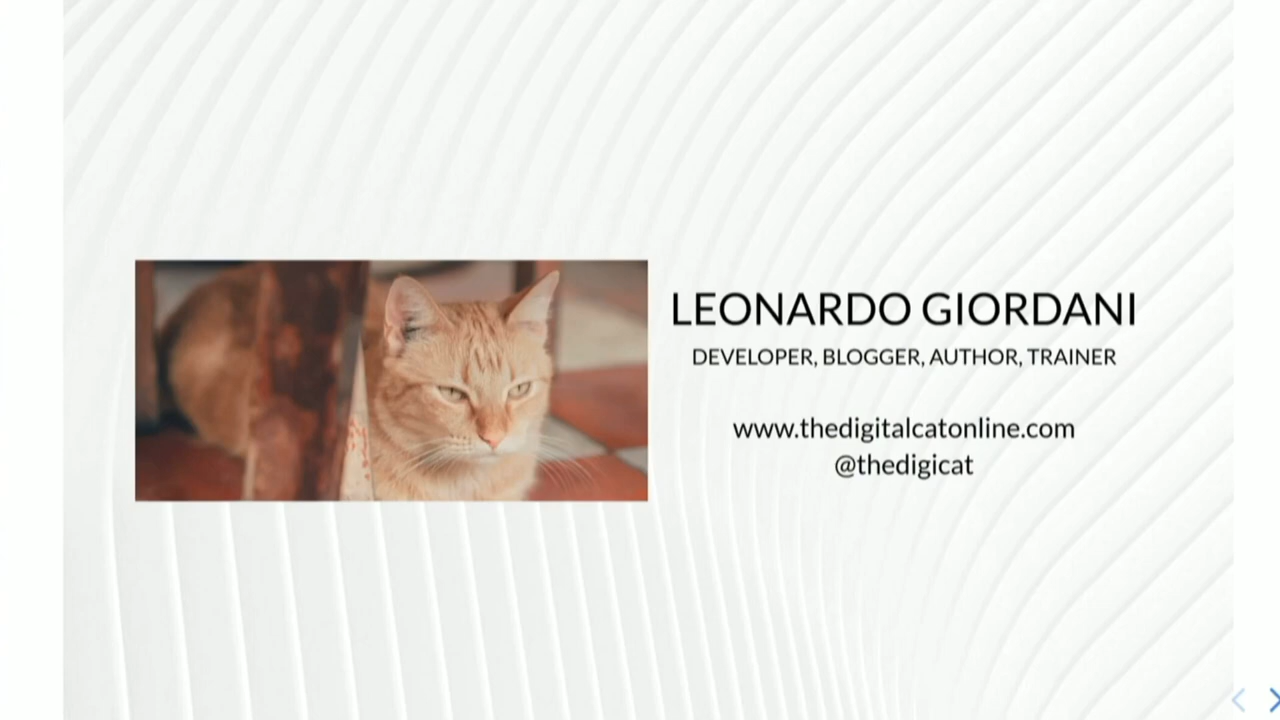 LEONARDO GIORDANI
DEVELOPER, BLOGGER, AUTHOR, TRAINER
www.thedigitalcatonline.com
@thedigicat